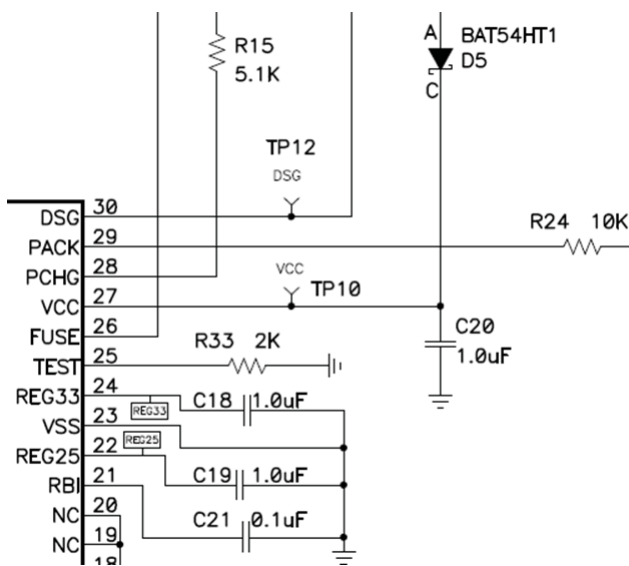 A
BAT54HT1
D5
C
R15
5.1K
TP12
DSG
DSG 30
PACK 29
R24 10K
PCHG 28
VCC
TP10
VCC 27
FUSE 26
C20
1.0uF
TEST 25
R33 2K
REG33 24
REG33
C18 1.0uF
VSS 23
REG25
REG25 22
C19 1.0uF
RBI 21
C21 0.1uF
NC 20
NC 19
18